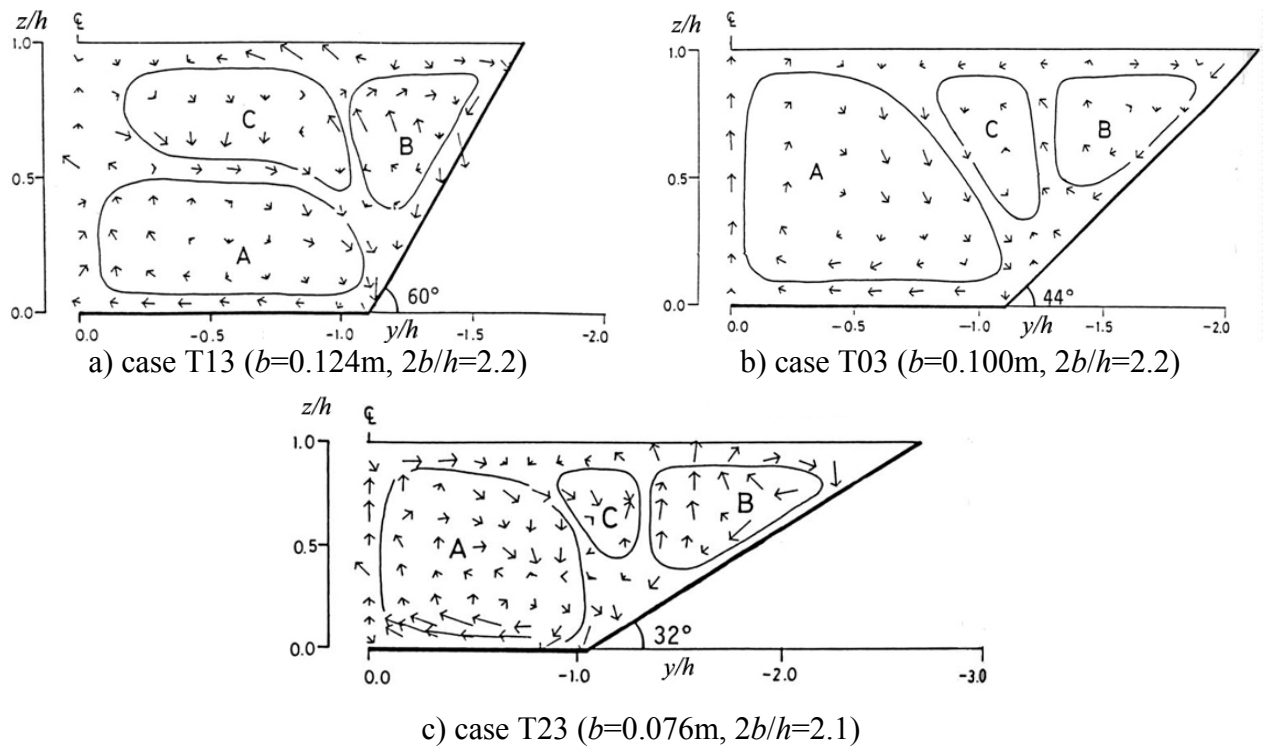 z/h
℄
1.0
0.5
0.0
C
B
A
60°
0.0
-0.5
-1.0
-1.5
-2.0
y/h
a) case T13 (b=0.124m, 2b/h=2.2)
z/h
℄
1.0
0.5
0.0
A
C
B
44°
0.0
-0.5
-1.0
-1.5
-2.0
y/h
b) case T03 (b=0.100m, 2b/h=2.2)
z/h
℄
1.0
0.5
0.0
A
C
B
32°
0.0
-1.0
-2.0
-3.0
y/h
c) case T23 (b=0.076m, 2b/h=2.1)